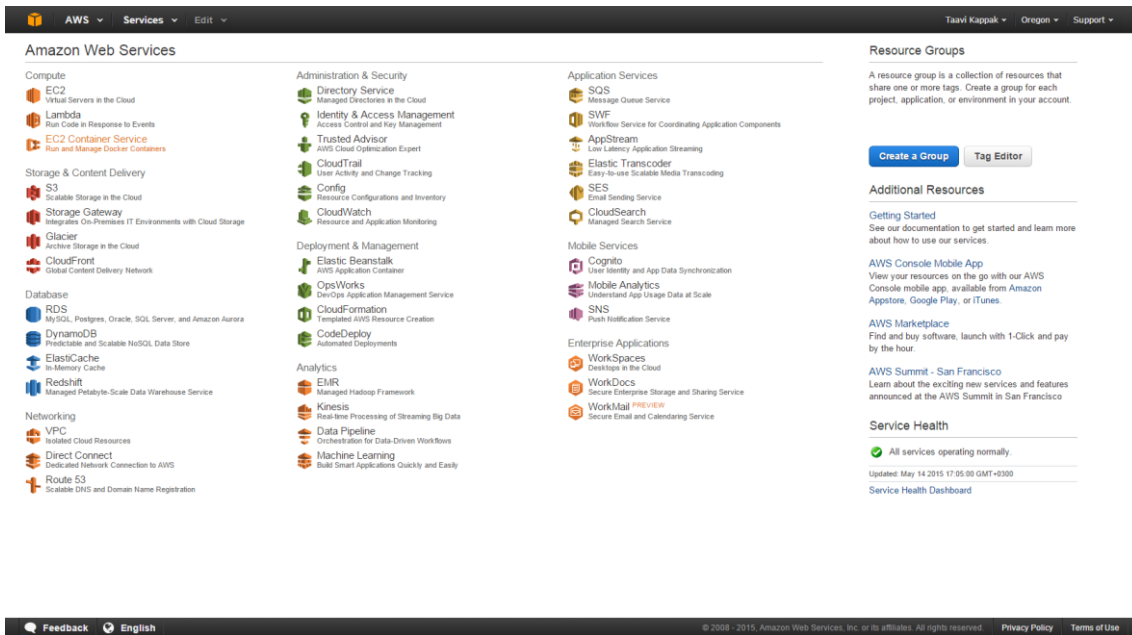 AWS Services Edit Taavi Kappak Oregon Support
Amazon Web Services
Compute
EC2
Virtual Servers in the Cloud
Lambda
Run Code in Response to Events
EC2 Container Service
Run and Manage Docker Containers
Storage & Content Delivery
S3
Scalable Storage in the Cloud
Storage Gateway
Integrates On-Premises IT Environments with Cloud Storage
Glacier
Archive Storage in the Cloud
CloudFront
Global Content Delivery Network
Database
RDS
MySQL, Postgres, Oracle, SQL Server, and Amazon Aurora
DynamoDB
Predictable and Scalable NoSQL Data Store
ElastiCache
In-Memory Cache
Redshift
Managed Petabyte-Scale Data Warehouse Service
Networking
VPC
Isolated Cloud Resources
Direct Connect
Dedicated Network Connection to AWS
Route 53
Scalable DNS and Domain Name Registration
Administration & Security
Directory Service
Managed Directories in the Cloud
Identity & Access Management
Access Control and Key Management
Trusted Advisor
AWS Cloud Optimization Expert
CloudTrail
User Activity and Change Tracking
Config
Resource Configurations and Inventory
CloudWatch
Resource and Application Monitoring
Deployment & Management
Elastic Beanstalk
AWS Application Container
OpsWorks
DevOps Application Management Service
CloudFormation
Templated AWS Resource Creation
CodeDeploy
Automated Deployments
Analytics
EMR
Managed Hadoop Framework
Kinesis
Real-time Processing of Streaming Big Data
Data Pipeline
Orchestration for Data-Driven Workflows
Machine Learning
Build Smart Applications Quickly and Easily
Application Services
SQS
Message Queue Service
SWF
Workflow Service for Coordinating Application Components
AppStream
Low Latency Application Streaming
Elastic Transcoder
Easy-to-use Scalable Media Transcoding
SES
Email Sending Service
CloudSearch
Managed Search Service
Mobile Services
Cognito
User Identity and App Data Synchronization
Mobile Analytics
Understand App Usage Data at Scale
SNS
Push Notification Service
Enterprise Applications
WorkSpaces
Desktops in the Cloud
WorkDocs
Secure Enterprise Storage and Sharing Service
WorkMail PREVIEW
Secure Email and Calendaring Service
Resource Groups
A resource group is a collection of resources that
share one or more tags. Create a group for each
project, application, or environment in your account.
Create a Group Tag Editor
Additional Resources
Getting Started
See our documentation to get started and learn more
about how to use our services.
AWS Console Mobile App
View your resources on the go with our AWS
Console mobile app, available from Amazon
Appstore, Google Play, or iTunes.
AWS Marketplace
Find and buy software, launch with 1-Click and pay
by the hour.
AWS Summit - San Francisco
Learn about the exciting new services and features
announced at the AWS Summit in San Francisco
Service Health
All services operating normally.
Updated: May 14 2015 17:05:00 GMT+0300
Service Health Dashboard
Feedback English © 2008 - 2015, Amazon Web Services, Inc. or its affiliates. All rights reserved. Privacy Policy Terms of Use